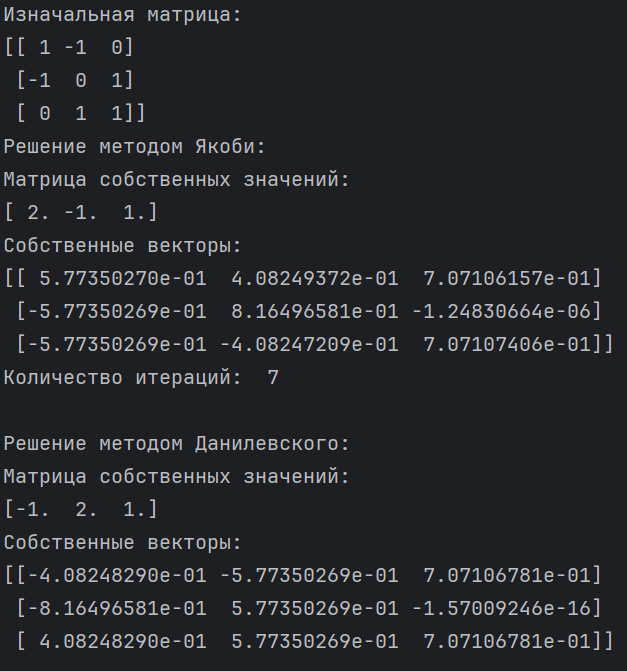 Изначальная матрица:
[[ 1 -1  0]
 [-1  0  1]
 [ 0  1  1]]
Решение методом Якоби:
Матрица собственных значений:
[ 2. -1.  1.]
Собственные векторы:
[[ 5.77350270e-01  4.08249372e-01  7.07106157e-01]
 [-5.77350269e-01  8.16496581e-01 -1.24830664e-06]
 [-5.77350269e-01 -4.08247209e-01  7.07107406e-01]]
Количество итераций:  7
Решение методом Данилевского:
Матрица собственных значений:
[-1.  2.  1.]
Собственные векторы:
[[-4.08248290e-01 -5.77350269e-01  7.07106781e-01]
 [-8.16496581e-01  5.77350269e-01 -1.57009246e-16]
 [ 4.08248290e-01  5.77350269e-01  7.07106781e-01]]